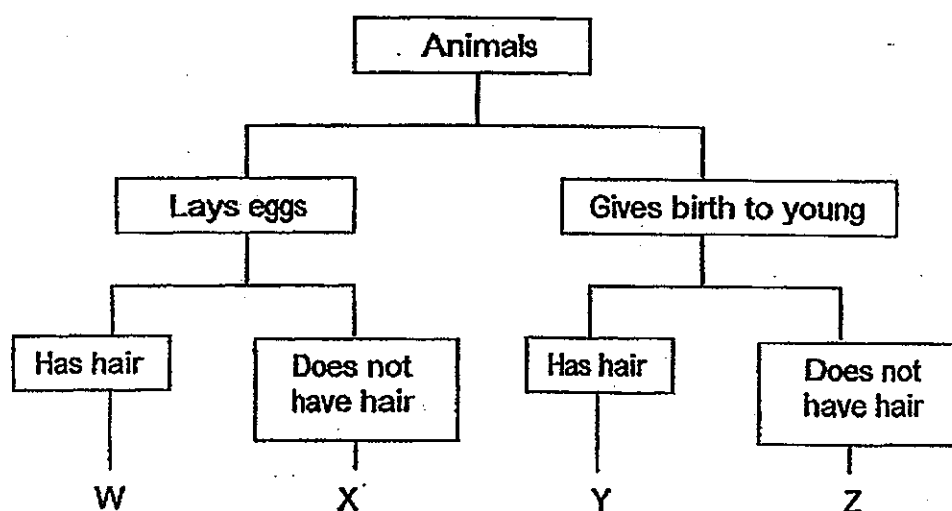 Animals
Lays eggs
Gives birth to young
Has hair
Does not
have hair
Has hair
Does not
have hair
W
X
Y
Z